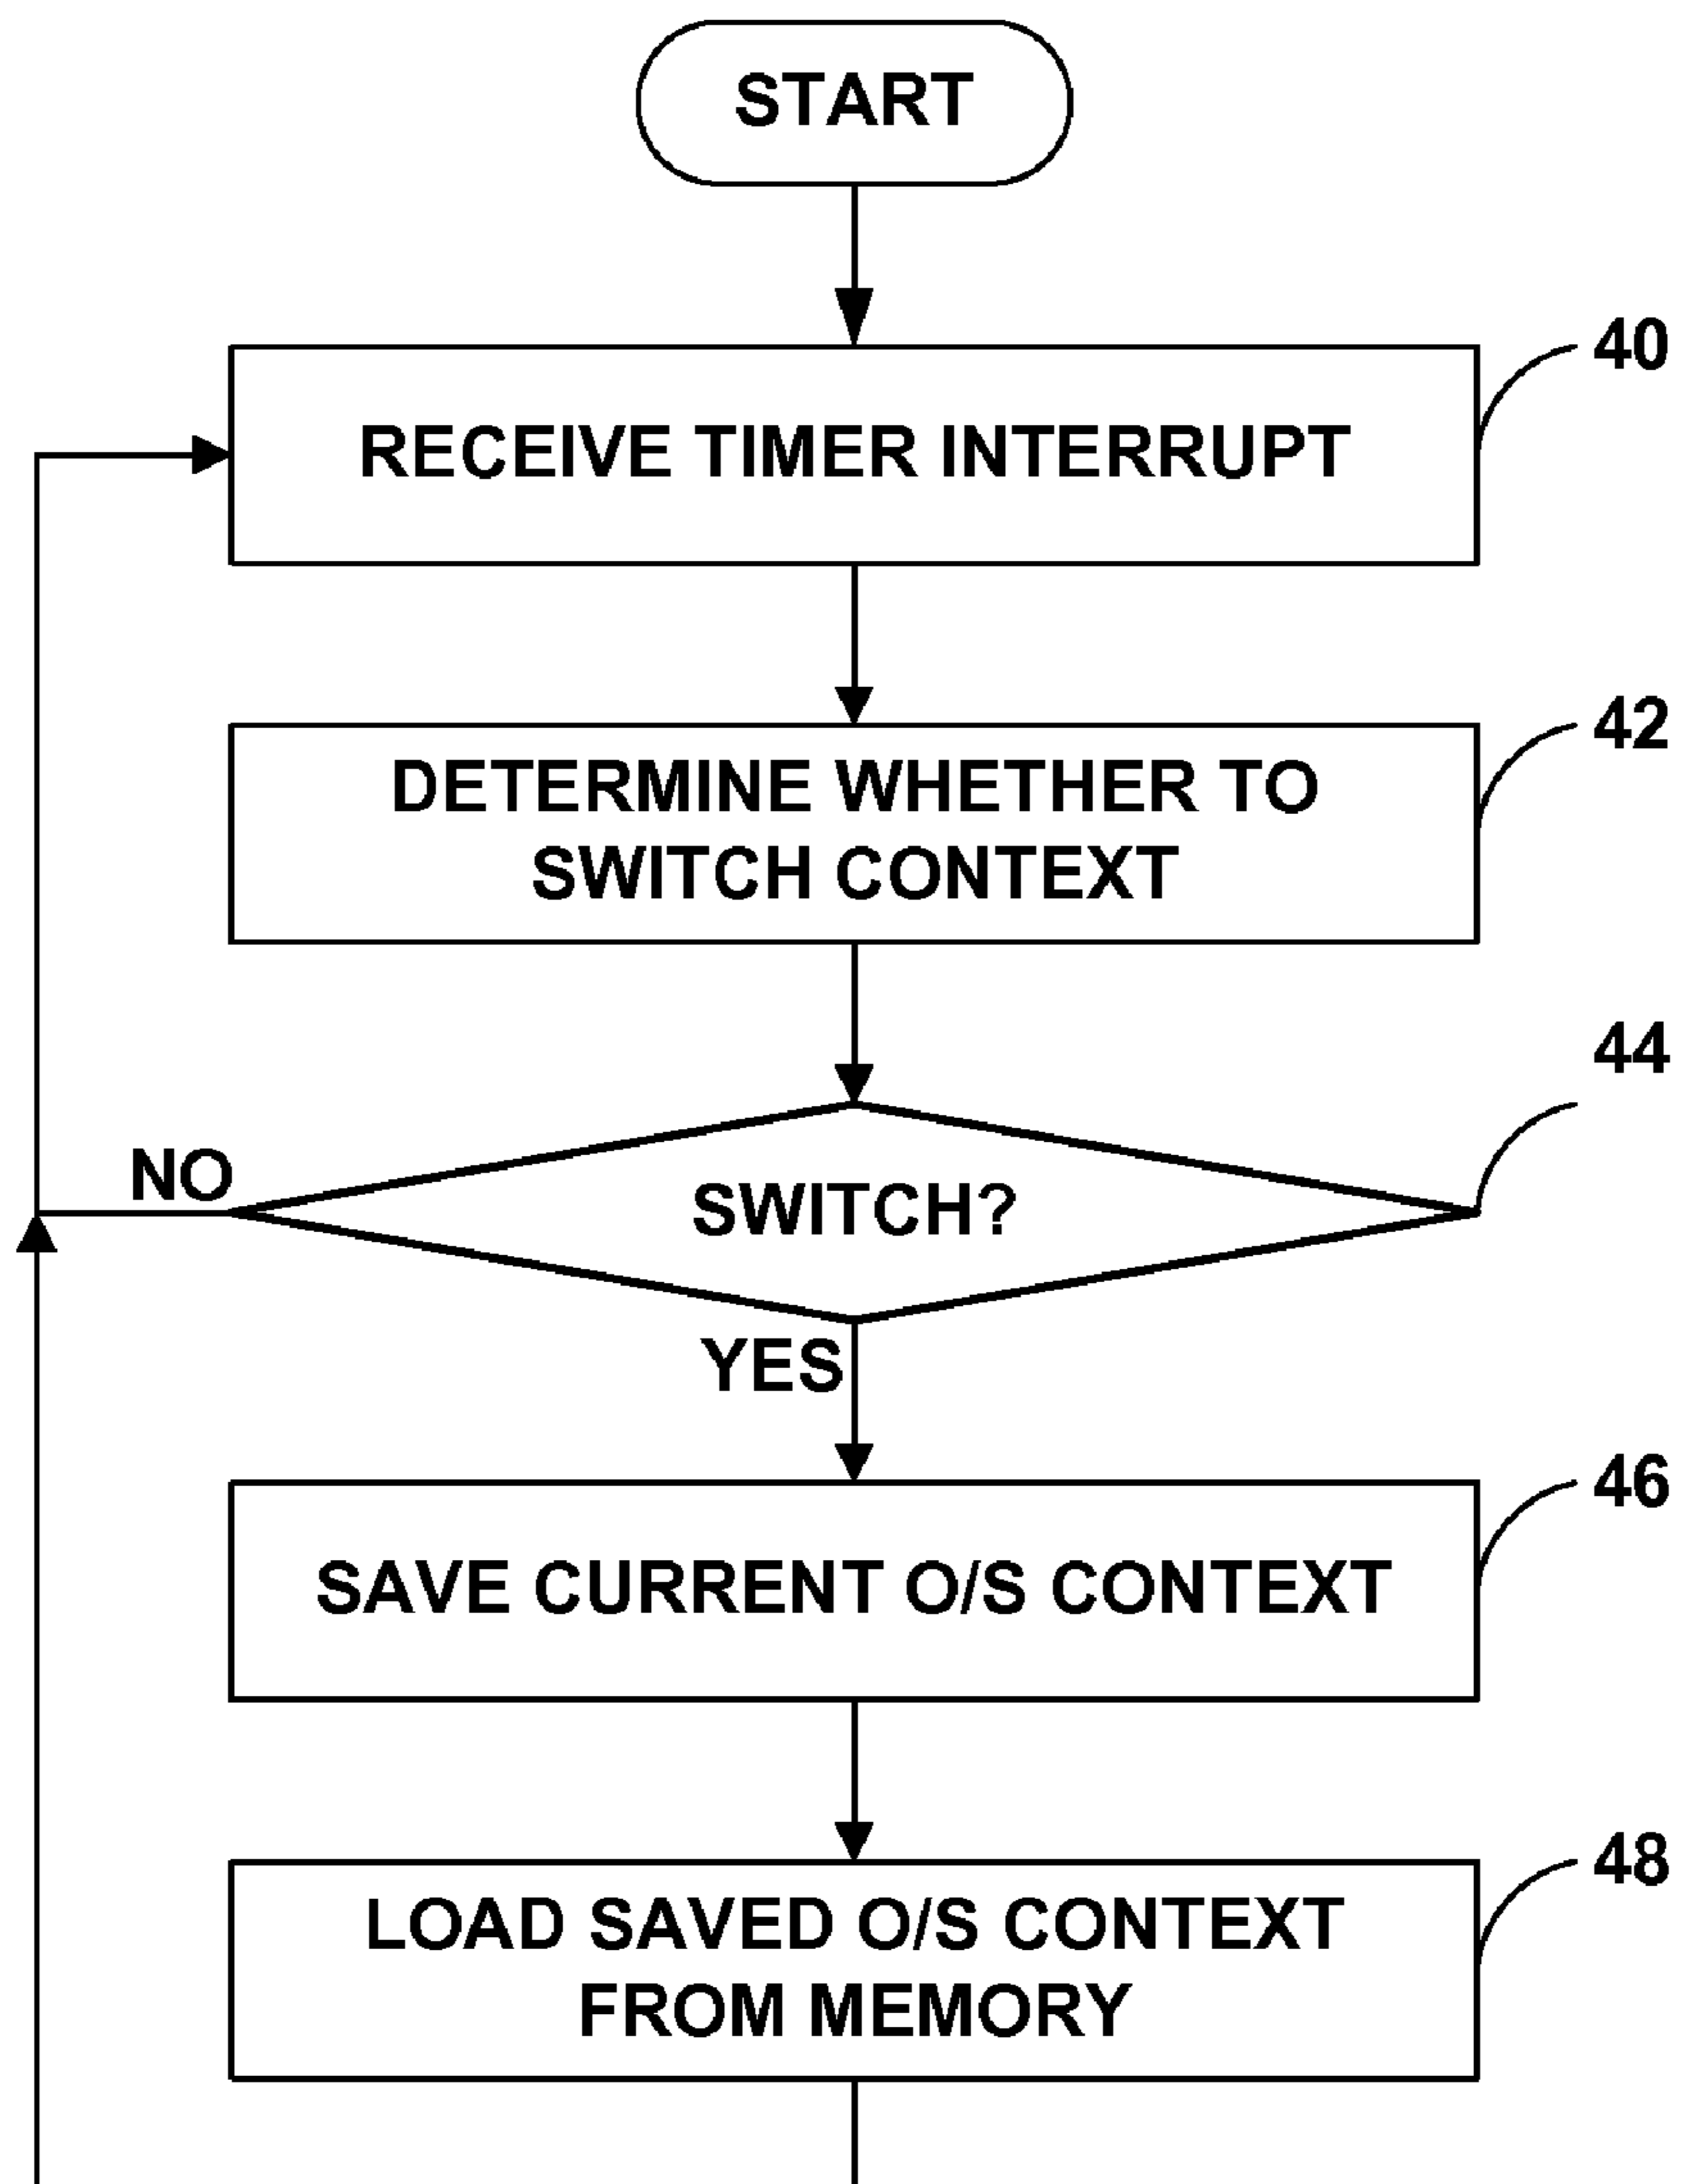 START
40
RECEIVE TIMER INTERRUPT
42
DETERMINE WHETHER TO
SWITCH CONTEXT
44
NO
SWITCH?
YES
46
SAVE CURRENT O/S CONTEXT
48
LOAD SAVED O/S CONTEXT
FROM MEMORY